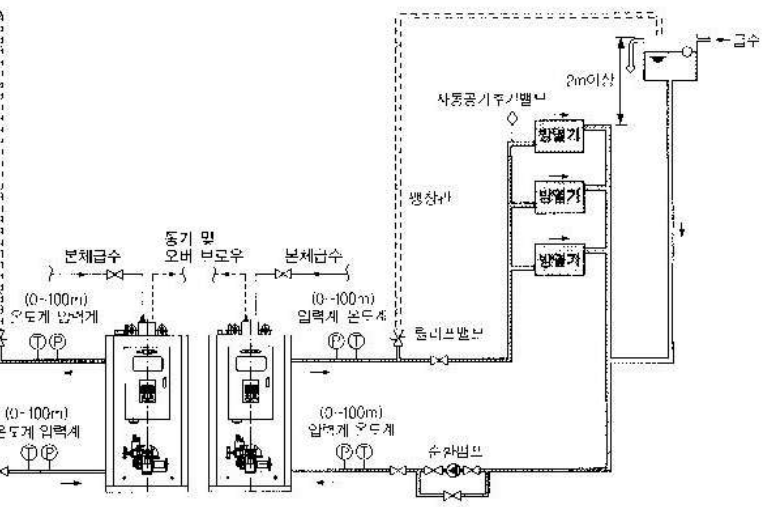 급수
2m이상
자동공기후기밸브
방열기
방열기
팽창관
방열기
본체급수
통기 및
오버 브로우
본체급수
(0~100m)
온도계 압력계
(0~100m)
압력계 온도계
T P
P T
릴리프밸브
(0~100m)
온도계 압력계
(0~100m)
압력계 온도계
순환펌프
T P
P T